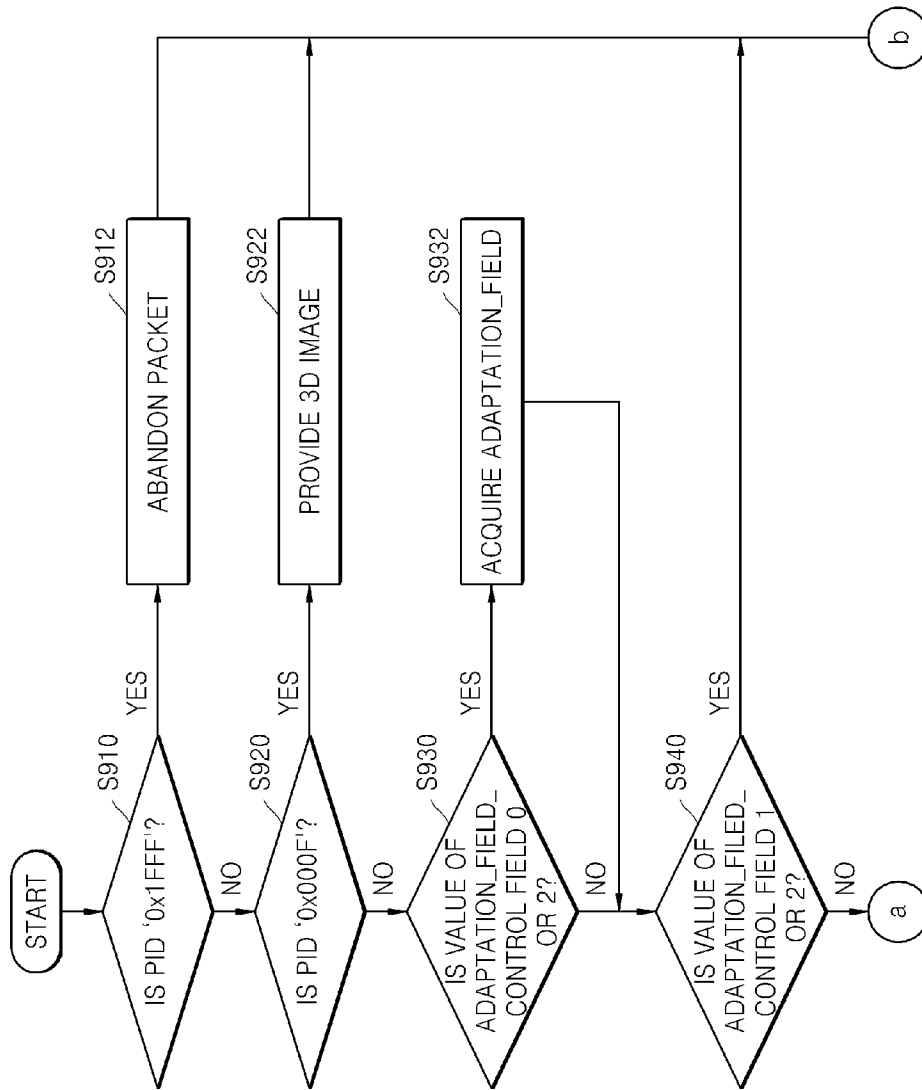 START
S910
IS PID '0x1FFF'?
YES
NO
S912
ABANDON PACKET
S920
IS PID '0x000F'?
YES
NO
S922
PROVIDE 3D IMAGE
S930
IS VALUE OF
ADAPTATION_FIELD_
CONTROL FIELD 0
OR 2?
YES
NO
S932
ACQUIRE ADAPTATION_FIELD
S940
IS VALUE OF
ADAPTATION_FILED_
CONTROL FIELD 1
OR 2?
YES
NO
a
b